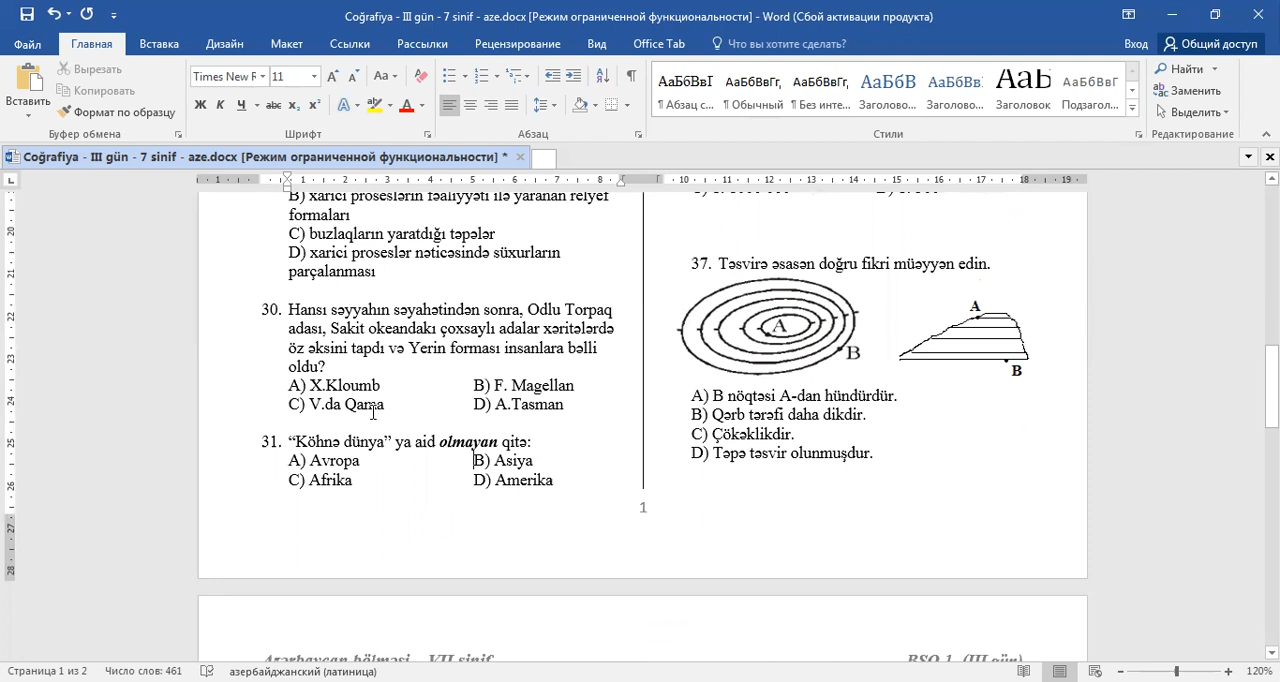 Coğrafiya - III gün - 7 sinif - aze.docx [Режим ограниченной функциональности] - Word (Сбой активации продукта)
Файл Главная Вставка Дизайн Макет Ссылки Рассылки Рецензирование Вид Office Tab Что вы хотите сделать? Вход Общий доступ
Вставить
Вырезать
Копировать
Формат по образцу
Буфер обмена
Times New F 11
Ж К Ч abc x₂ x²
Шрифт
Абзац
АаБбВвГ АаБбВвГг, АаБбВвГг, АаБбВ АаБбВв АаВ АаБбВвГ
¶ Абзац с... ¶ Обычный ¶ Без инте... Заголово... Заголово... Заголовок Подзагол...
Стили
Найти
Заменить
Выделить
Редактирование
Coğrafiya - III gün - 7 sinif - aze.docx [Режим ограниченной функциональности] *
B) xarici proseslərin fəaliyyəti ilə yaranan relyef
formaları
C) buzlaqların yaratdığı təpələr
D) xarici proseslər nəticəsində süxurların
parçalanması
30. Hansı səyyahın səyahətindən sonra, Odlu Torpaq
adası, Sakit okeandakı çoxsaylı adalar xəritələrdə
öz əksini tapdı və Yerin forması insanlara bəlli
oldu?
A) X.Kloumb B) F. Magellan
C) V.da Qama D) A.Tasman
31. “Köhnə dünya” ya aid olmayan qitə:
A) Avropa B) Asiya
C) Afrika D) Amerika
37. Təsvirə əsasən doğru fikri müəyyən edin.
A B
A B
A) B nöqtəsi A-dan hündürdür.
B) Qərb tərəfi daha dikdir.
C) Çökəklikdir.
D) Təpə təsvir olunmuşdur.
1
Страница 1 из 2 Число слов: 461 азербайджанский (латиница) 120%